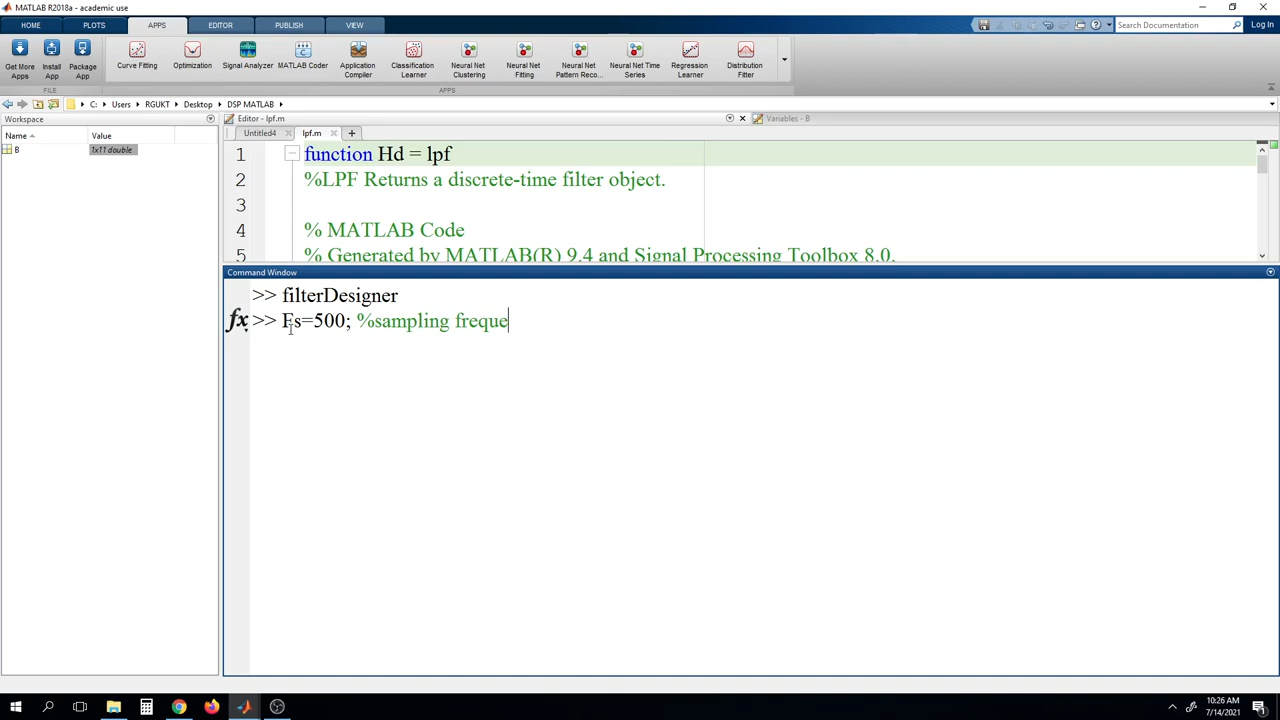 MATLAB R2018a - academic use
HOME PLOTS APPS EDITOR PUBLISH VIEW
Search Documentation
Log In
Get More Apps
Install App
Package App
Curve Fitting
Optimization
Signal Analyzer
MATLAB Coder
Application Compiler
Classification Learner
Neural Net Clustering
Neural Net Fitting
Neural Net Pattern Reco...
Neural Net Time Series
Regression Learner
Distribution Fitter
FILE
APPS
C: Users RGUKT Desktop DSP MATLAB
Workspace
Name Value
B 1x11 double
Editor - lpf.m
Variables - B
Untitled4 lpf.m
1 function Hd = lpf
2 %LPF Returns a discrete-time filter object.
3
4 % MATLAB Code
5 % Generated by MATLAB(R) 9.4 and Signal Processing Toolbox 8.0.
Command Window
>> filterDesigner
fx >> Fs=500; %sampling freque
10:26 AM
7/14/2021